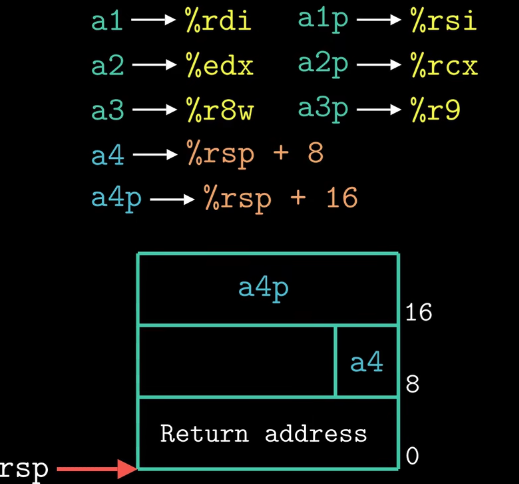 a1 → %rdi a1p → %rsi
a2 → %edx a2p → %rcx
a3 → %r8w a3p → %r9
a4 → %rsp + 8
a4p → %rsp + 16
a4p
16
a4
8
Return address
0
rsp